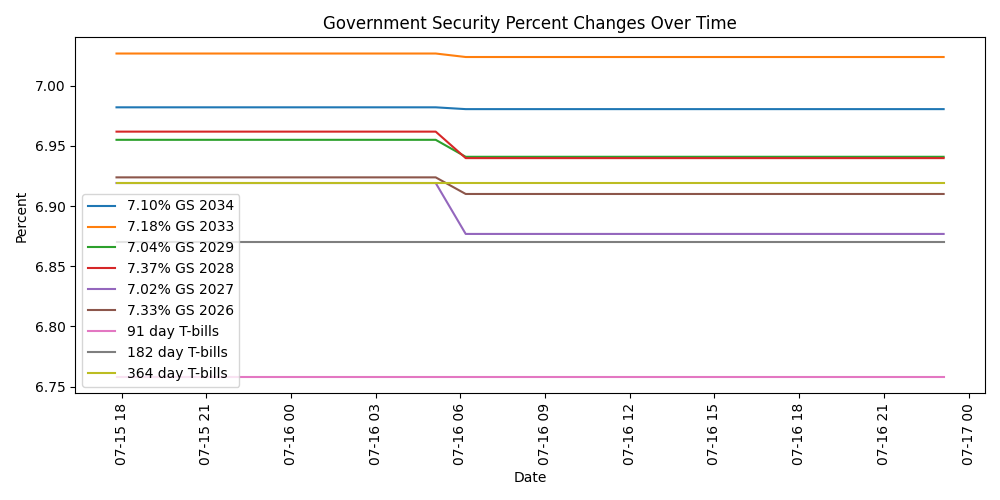 Government Security Percent Changes Over Time
Percent
7.00
6.95
6.90
6.85
6.80
6.75
7.10% GS 2034
7.18% GS 2033
7.04% GS 2029
7.37% GS 2028
7.02% GS 2027
7.33% GS 2026
91 day T-bills
182 day T-bills
364 day T-bills
07-15 18
07-15 21
07-16 00
07-16 03
07-16 06
07-16 09
07-16 12
07-16 15
07-16 18
07-16 21
07-17 00
Date